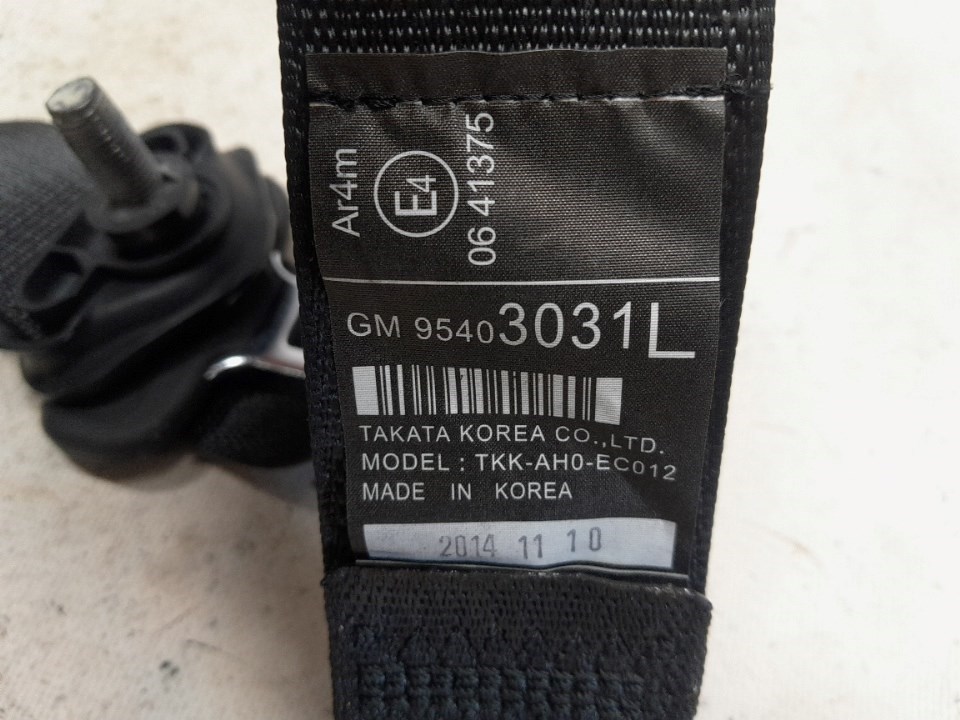 Ar4m
E4
06 41375
GM 95403031L
TAKATA KOREA CO.,LTD.
MODEL : TKK-AH0-EC012
MADE IN KOREA
2014 11 10